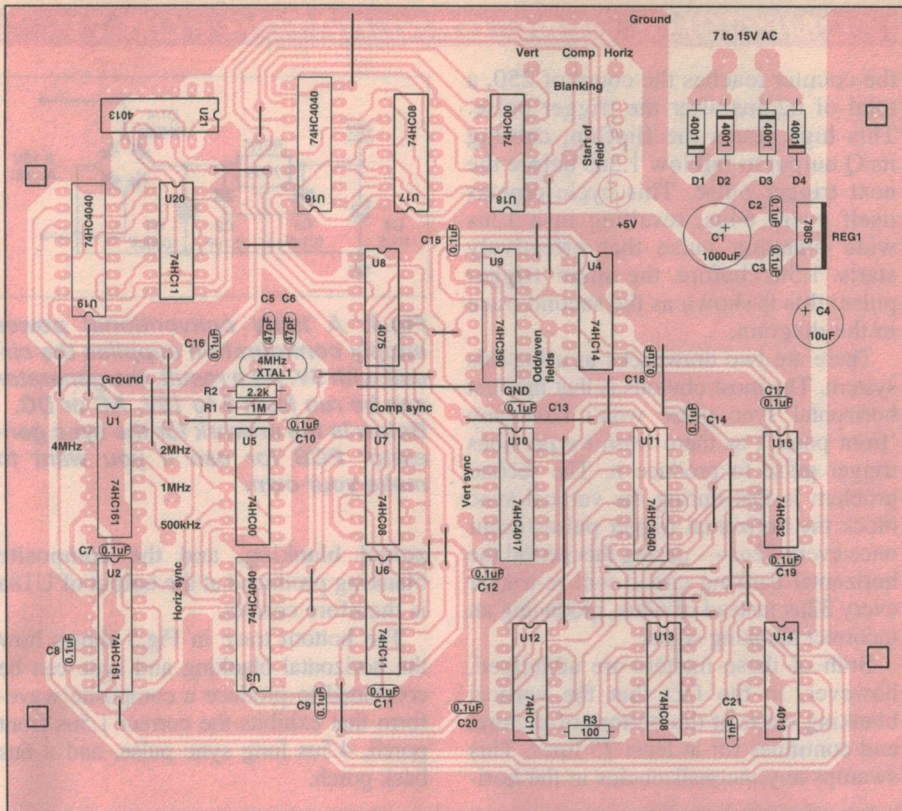 Ground
7 to 15V AC
Vert Comp Horiz
Blanking
4013
U21
74HC4040
U16
74HC08
U17
74HC00
U18
Start of
field
4001
4001
4001
4001
D1 D2 D3 D4
C2
0.1uF
7805
REG1
+
C1
1000uF
C3
0.1uF
+ C4
10uF
74HC4040
U19
U20
74HC11
C15
0.1uF
+5V
U8
4075
U9
74HC390
U4
74HC14
Odd/even
fields
C16
0.1uF
C5 C6
47pF
47pF
4MHz
XTAL1
R2
2.2k
R1
1M
C10
0.1uF
Comp sync
GND
0.1uF
C13
C18
0.1uF
C14
0.1uF
C17
0.1uF
Ground
4MHz
U1
74HC161
2MHz
1MHz
500kHz
U5
74HC00
U7
74HC08
Vert sync
U10
74HC4017
U11
74HC4040
U15
74HC32
C7
0.1uF
U2
74HC161
Horiz sync
74HC4040
U3
U6
74HC11
0.1uF
C12
0.1uF
C19
C8
0.1uF
C9
0.1uF
0.1uF
C11
0.1uF
C20
U12
74HC11
R3
100
U13
74HC08
C21
1nF
U14
4013